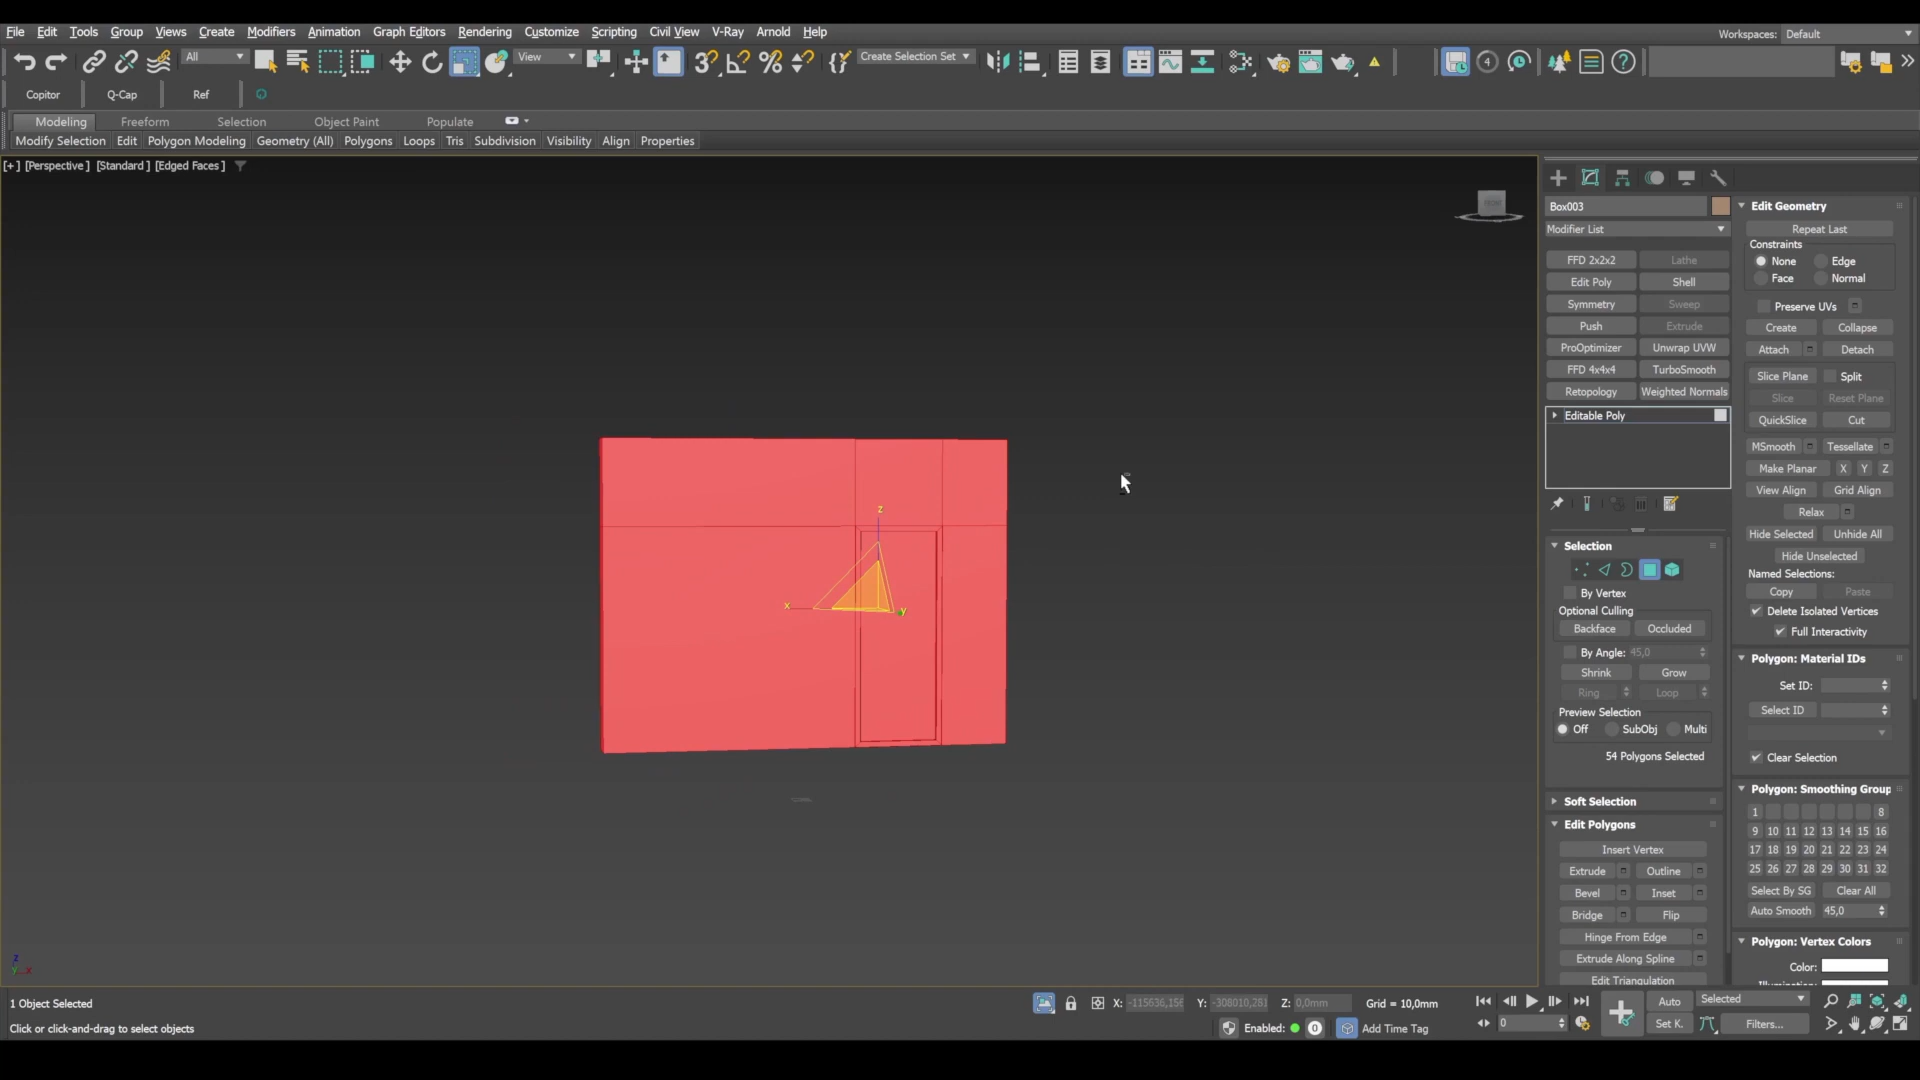 File Edit Tools Group Views Create Modifiers Animation Graph Editors Rendering Customize Scripting Civil View V-Ray Arnold Help
Workspaces: Default
All View Create Selection Set
Copitor Q-Cap Ref
Modeling Freeform Selection Object Paint Populate
Modify Selection Edit Polygon Modeling Geometry (All) Polygons Loops Tris Subdivision Visibility Align Properties
[+] [Perspective] [Standard] [Edged Faces]
FRONT
z
x
y
z
y x
Box003
Modifier List
FFD 2x2x2 Lathe
Edit Poly Shell
Symmetry Sweep
Push Extrude
ProOptimizer Unwrap UVW
FFD 4x4x4 TurboSmooth
Retopology Weighted Normals
Editable Poly
Selection
By Vertex
Optional Culling
Backface Occluded
By Angle: 45,0
Shrink Grow
Ring Loop
Preview Selection
Off SubObj Multi
54 Polygons Selected
Soft Selection
Edit Polygons
Insert Vertex
Extrude Outline
Bevel Inset
Bridge Flip
Hinge From Edge
Extrude Along Spline
Edit Triangulation
Edit Geometry
Repeat Last
Constraints
None Edge
Face Normal
Preserve UVs
Create Collapse
Attach Detach
Slice Plane Split
Slice Reset Plane
QuickSlice Cut
MSmooth Tessellate
Make Planar X Y Z
View Align Grid Align
Relax
Hide Selected Unhide All
Hide Unselected
Named Selections:
Copy Paste
Delete Isolated Vertices
Full Interactivity
Polygon: Material IDs
Set ID:
Select ID
Clear Selection
Polygon: Smoothing Group
1 8
9 10 11 12 13 14 15 16
17 18 19 20 21 22 23 24
25 26 27 28 29 30 31 32
Select By SG Clear All
Auto Smooth 45,0
Polygon: Vertex Colors
Color:
1 Object Selected
Click or click-and-drag to select objects
X: -115636,156 Y: -308010,281 Z: 0,0mm Grid = 10,0mm
Enabled: 0 Add Time Tag
0
Auto Selected
Set K. Filters...